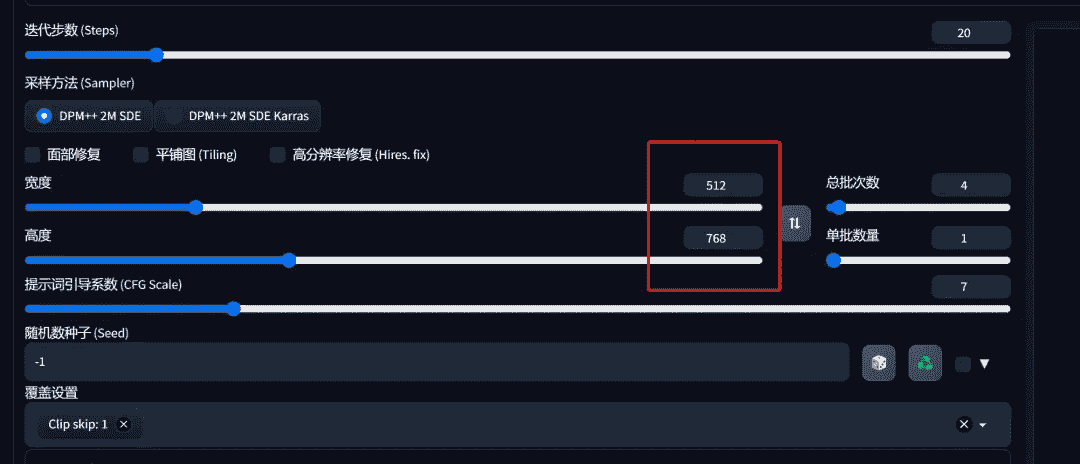 迭代步数 (Steps) 20
采样方法 (Sampler)
DPM++ 2M SDE DPM++ 2M SDE Karras
面部修复 平铺图 (Tiling) 高分辨率修复 (Hires. fix)
宽度 512 总批次数 4
高度 768 单批数量 1
提示词引导系数 (CFG Scale) 7
随机数种子 (Seed)
-1
覆盖设置
Clip skip: 1